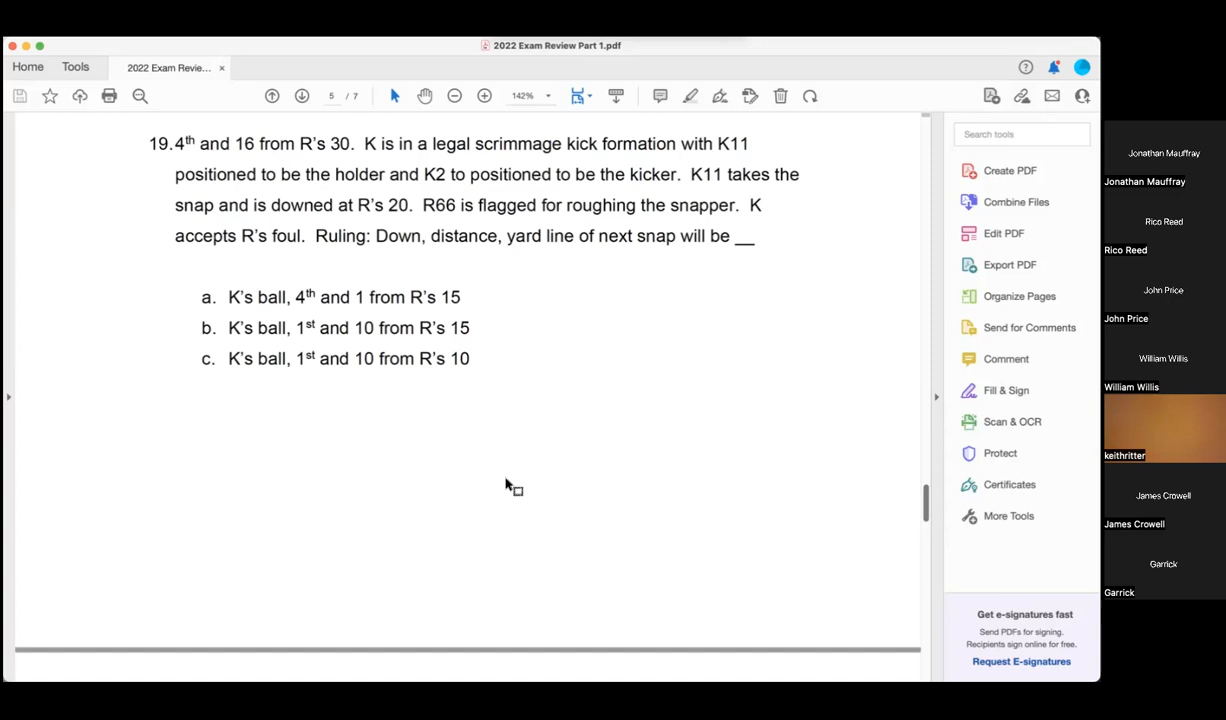 2022 Exam Review Part 1.pdf
Home
Tools
2022 Exam Revie...
5 / 7
142%
19. 4th and 16 from R's 30. K is in a legal scrimmage kick formation with K11
positioned to be the holder and K2 to positioned to be the kicker. K11 takes the
snap and is downed at R's 20. R66 is flagged for roughing the snapper. K
accepts R's foul. Ruling: Down, distance, yard line of next snap will be __
a. K's ball, 4th and 1 from R's 15
b. K's ball, 1st and 10 from R's 15
c. K's ball, 1st and 10 from R's 10
Search tools
Create PDF
Combine Files
Edit PDF
Export PDF
Organize Pages
Send for Comments
Comment
Fill & Sign
Scan & OCR
Protect
Certificates
More Tools
Get e-signatures fast
Send PDFs for signing.
Recipients sign online for free.
Request E-signatures
Jonathan Mauffray
Jonathan Mauffray
Rico Reed
Rico Reed
John Price
John Price
William Willis
William Willis
keithritter
James Crowell
James Crowell
Garrick
Garrick